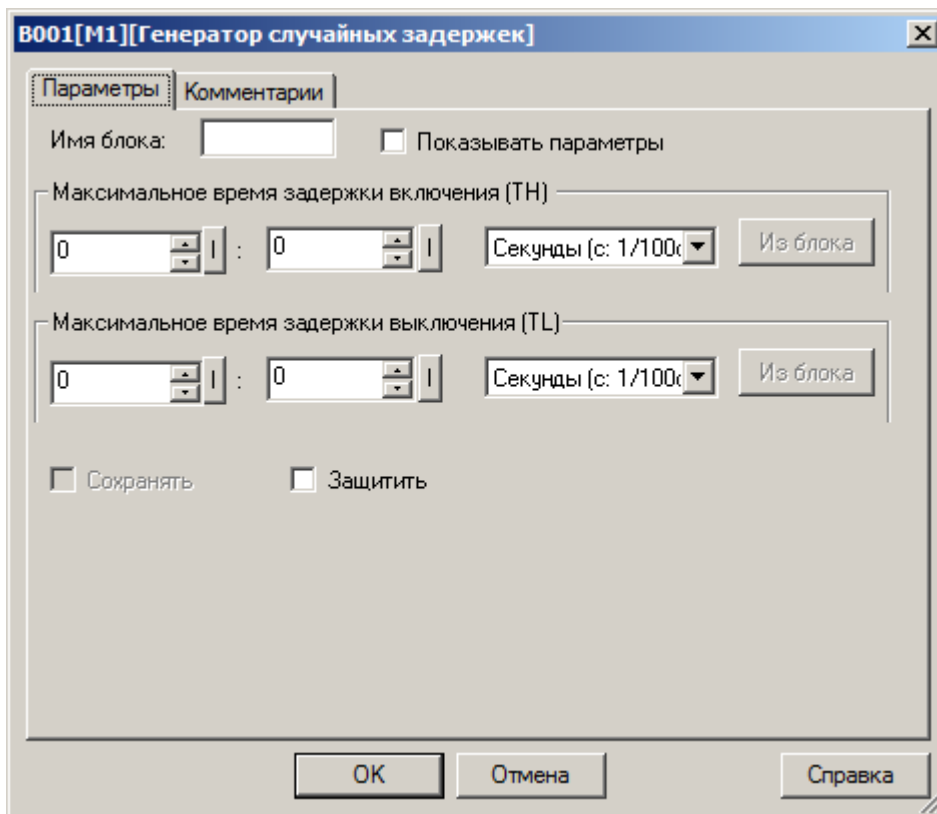 B001[M1][Генератор случайных задержек]
Параметры Комментарии
Имя блока: Показывать параметры
Максимальное время задержки включения (TH)
0 : 0 Секунды (с: 1/100с Из блока
Максимальное время задержки выключения (TL)
0 : 0 Секунды (с: 1/100с Из блока
Сохранять Защитить
OK Отмена Справка